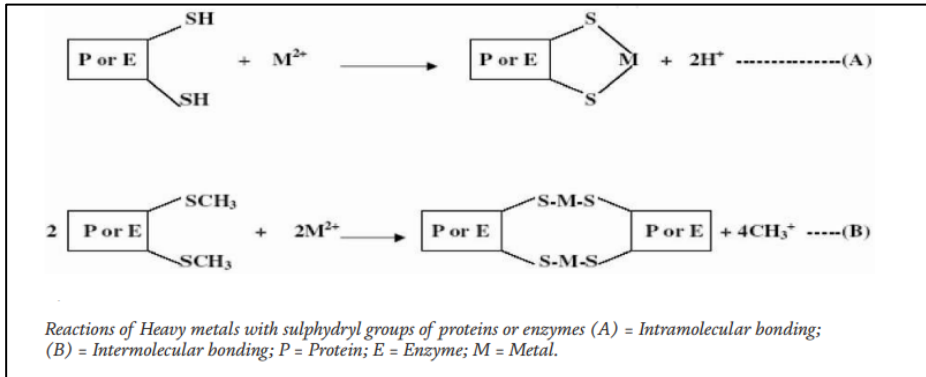 SH
P or E + M²⁺
SH
S
P or E M + 2H⁺ ---------------(A)
S
SCH₃
2 P or E + 2M²⁺
SCH₃
S-M-S
P or E P or E + 4CH₃⁺ -----(B)
S-M-S
Reactions of Heavy metals with sulphydryl groups of proteins or enzymes (A) = Intramolecular bonding;
(B) = Intermolecular bonding; P = Protein; E = Enzyme; M = Metal.